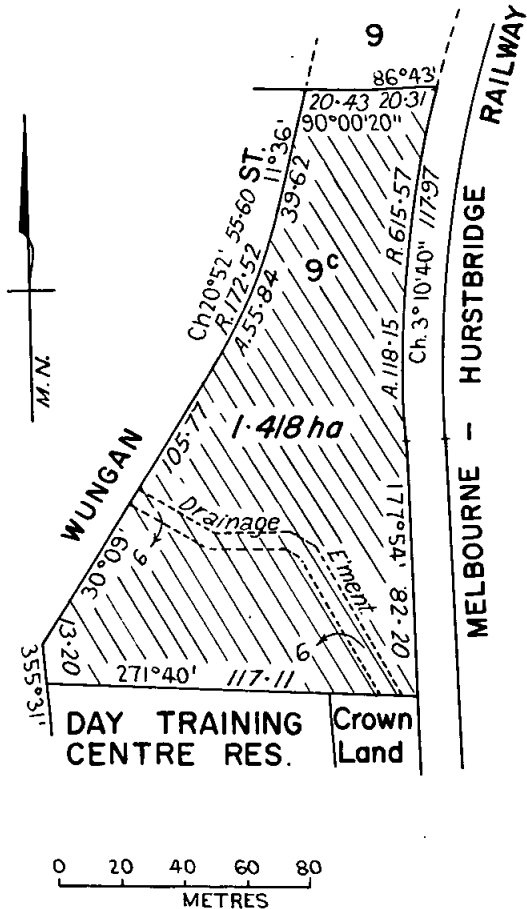 9
86°43'
20·43 20·31
90°00'20"
RAILWAY
ST.
11°36'
39·62
Ch 20°52' 55·60
R.172·52
A.55·84
9ᶜ
R.615·57
A.118·15
Ch. 3°10'40" 117·97
HURSTBRIDGE
—
MELBOURNE
M.N.
1·418ha
105·77
WUNGAN
30°09'
6
Drainage
E'ment
6
177°54' 82·20
13·20
355°31"
271°40' 117·11
DAY TRAINING
CENTRE RES.
Crown
Land
0 20 40 60 80
METRES